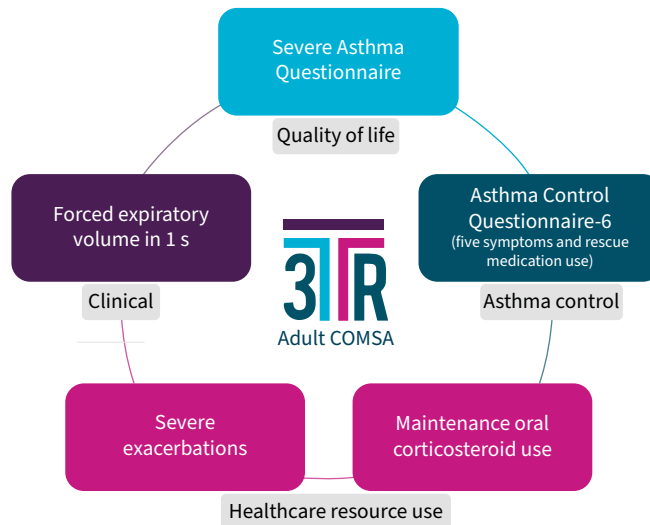 Severe Asthma
Questionnaire
Quality of life
Forced expiratory
volume in 1 s
Clinical
Asthma Control
Questionnaire-6
(five symptoms and rescue
medication use)
Asthma control
3TR
Adult COMSA
Severe
exacerbations
Maintenance oral
corticosteroid use
Healthcare resource use